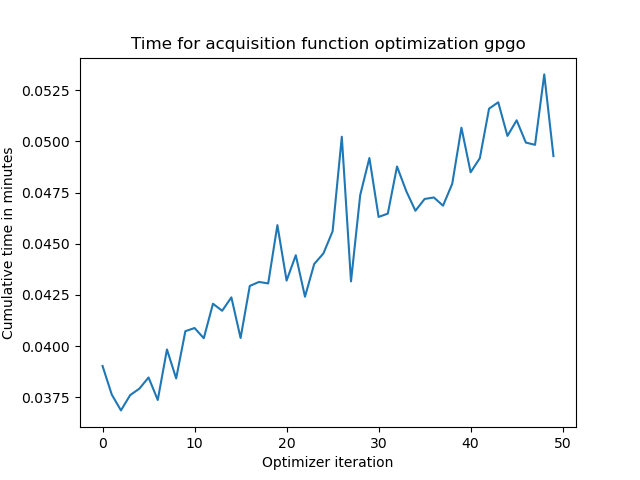 Time for acquisition function optimization gpgo
Cumulative time in minutes
0.0525
0.0500
0.0475
0.0450
0.0425
0.0400
0.0375
0 10 20 30 40 50
Optimizer iteration